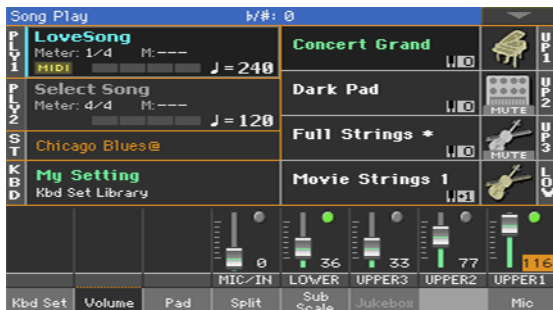 Song Play ♭/#: 0
PLY1 LoveSong
Meter: 1/4 M:---
MIDI ♩=240
Concert Grand UP1
PLY2 Select Song
Meter: 4/4 M:---
♩=120
Dark Pad UP2
MUTE
ST Chicago Blues@
Full Strings * UP3
MUTE
KBD My Setting
Kbd Set Library
Movie Strings 1 LOW
0 36 33 77 116
MIC/IN LOWER UPPER3 UPPER2 UPPER1
Kbd Set Volume Pad Split Sub Scale Jukebox Mic